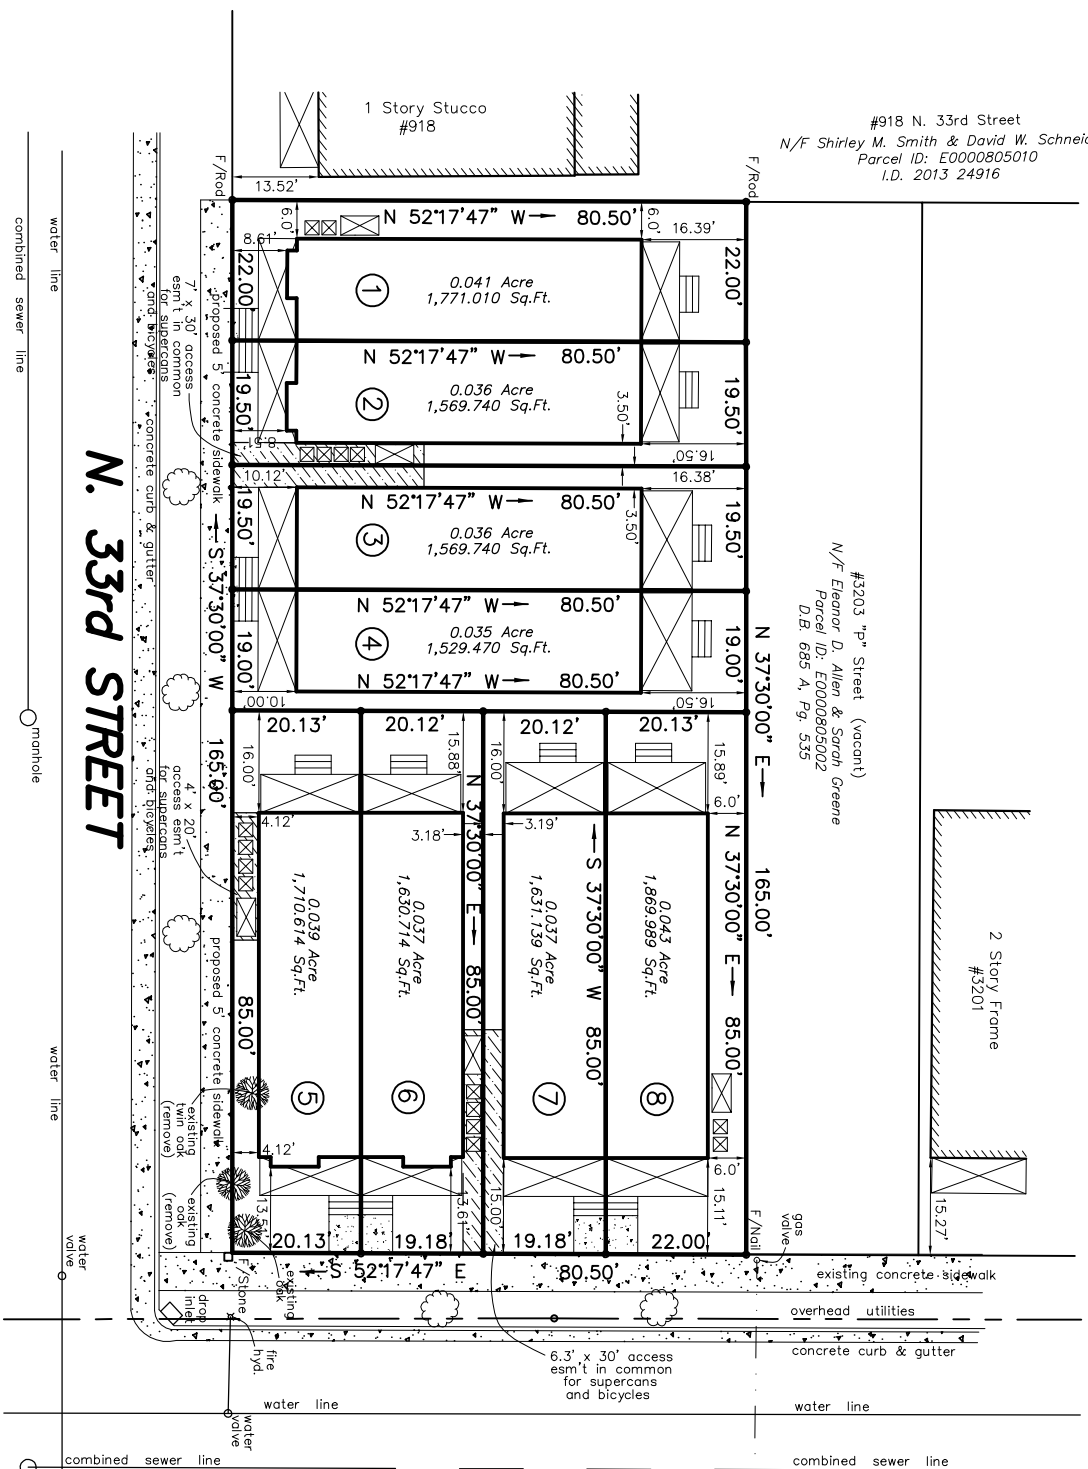 1 Story Stucco
#918
#918 N. 33rd Street
N/F Shirley M. Smith & David W. Schneid
Parcel ID: E0000805010
I.D. 2013 24916
F/Rod
F/Rod
13.52'
6.0'
N 52°17'47" W 80.50'
6.0'
16.39'
8.61'
22.00'
1
0.041 Acre
1,771.010 Sq.Ft.
22.00'
N 52°17'47" W 80.50'
19.50'
2
0.036 Acre
1,569.740 Sq.Ft.
3.50'
19.50'
8.51'
16.50'
10.12'
16.38'
19.50'
N 52°17'47" W 80.50'
3
0.036 Acre
1,569.740 Sq.Ft.
3.50'
19.50'
N 52°17'47" W 80.50'
19.00'
4
0.035 Acre
1,529.470 Sq.Ft.
19.00'
N 52°17'47" W 80.50'
10.00'
16.50'
7' x 30' access
esm't in common
for supercans
and bicycles
proposed 5' concrete sidewalk
concrete curb & gutter
S 37°30'00" W 165.00'
N 37°30'00" E 165.00'
#3203 "P" Street (vacant)
N/F Eleanor D. Allen & Sarah Greene
Parcel ID: E0000805002
D.B. 685 A, Pg. 535
water line
combined sewer line
manhole
N. 33rd STREET
20.13'
20.12'
20.12'
20.13'
16.00'
15.88'
16.00'
15.89'
4.12'
3.18'
3.19'
6.0'
4' x 20'
access esm't
for supercans
and bicycles
proposed 5' concrete sidewalk
85.00'
0.039 Acre
1,710.614 Sq.Ft.
5
0.037 Acre
1,630.714 Sq.Ft.
6
N 37°30'00" E 85.00'
0.037 Acre
1,631.139 Sq.Ft.
7
S 37°30'00" W 85.00'
0.043 Acre
1,869.989 Sq.Ft.
8
N 37°30'00" E 85.00'
2 Story Frame
#3201
water line
existing
twin oak
(remove)
existing
oak
(remove)
4.12'
6.0'
13.51'
13.61'
15.00'
15.11'
15.27'
20.13'
19.18'
19.18'
22.00'
F/Nail
gas
valve
water
valve
F/Stone
existing
oak
S 52°17'47" E 80.50'
existing concrete sidewalk
drop
inlet
overhead utilities
fire
hyd.
6.3' x 30' access
esm't in common
for supercans
and bicycles
concrete curb & gutter
water line
water line
water
valve
combined sewer line
combined sewer line